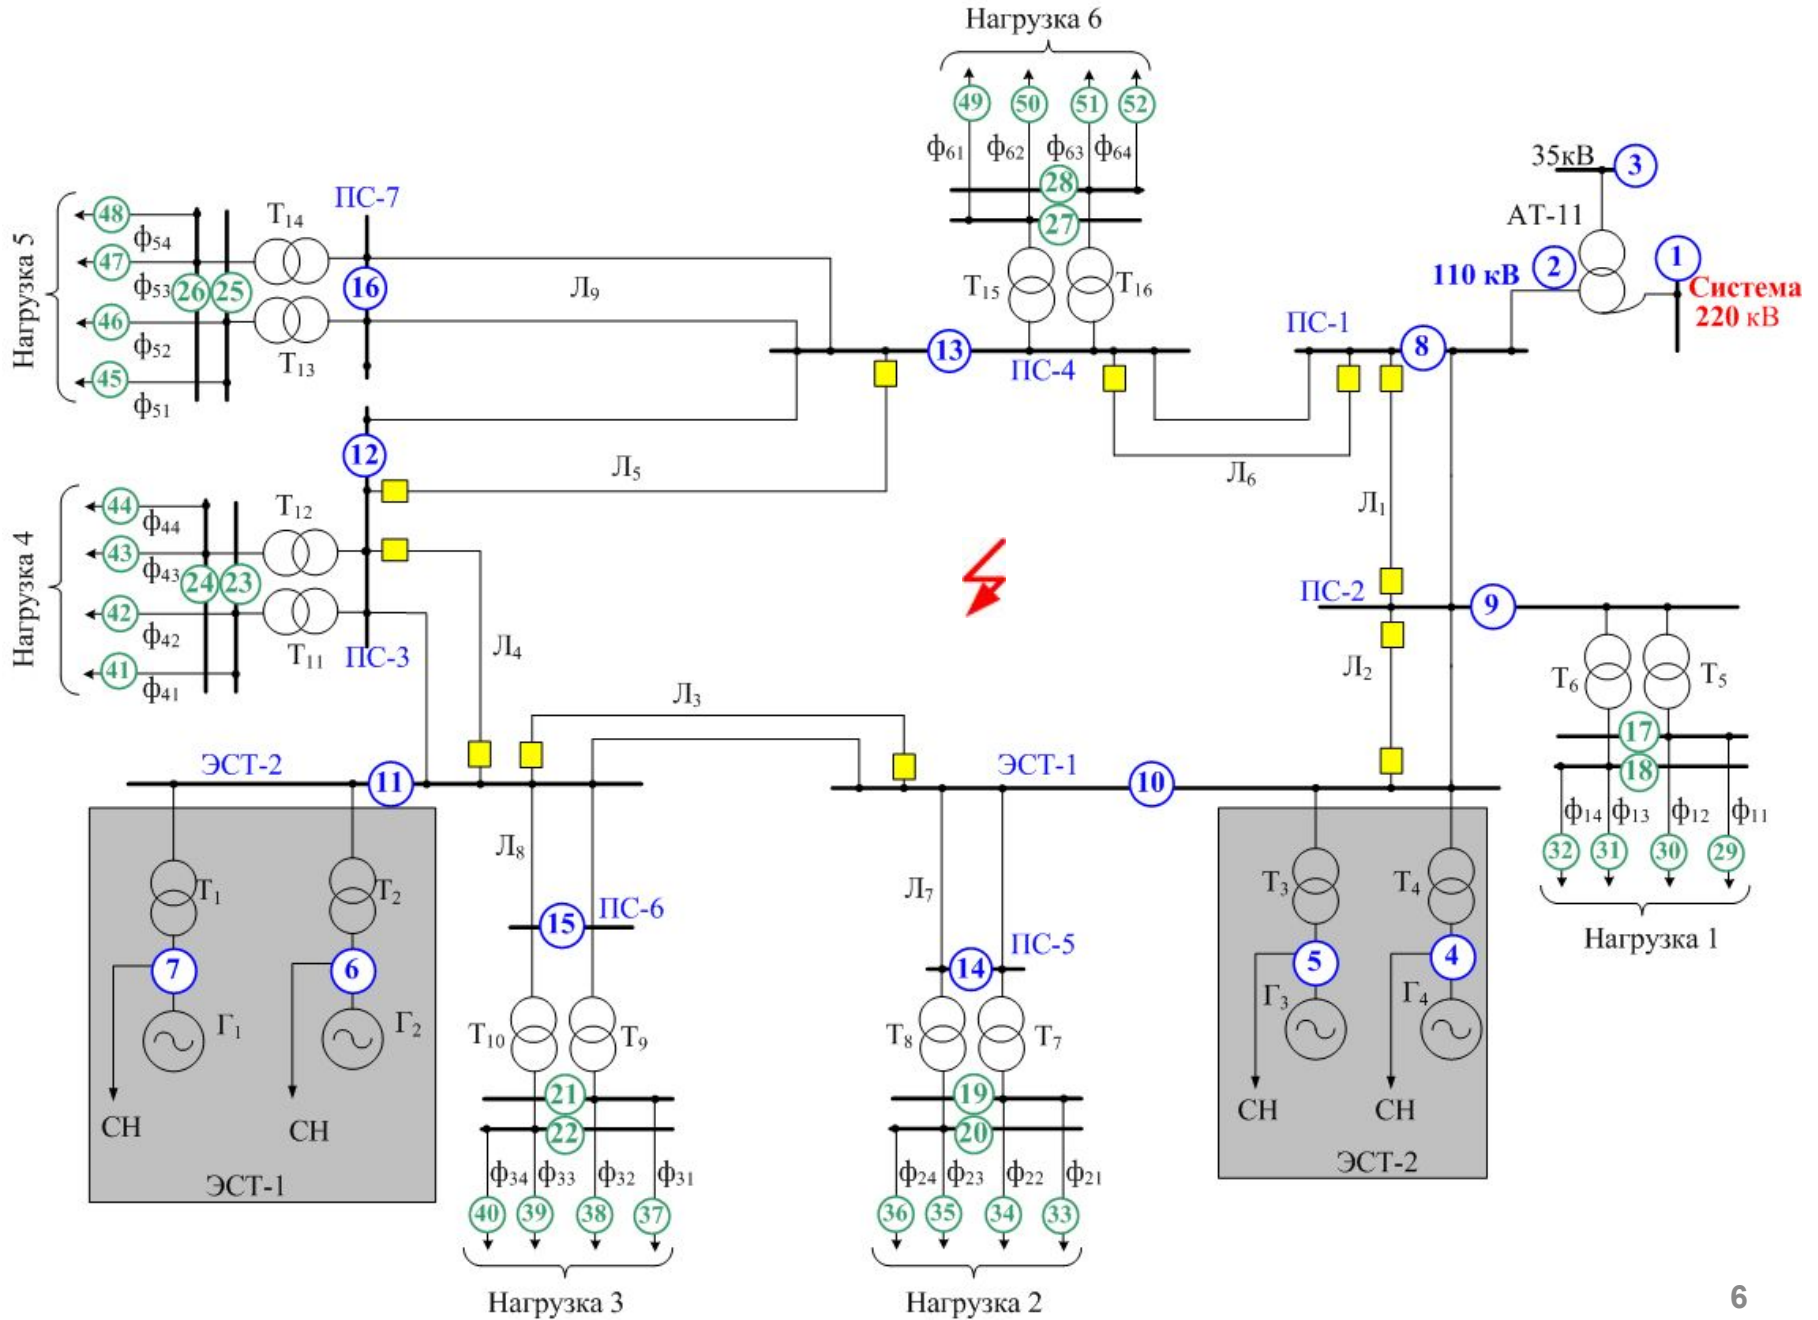 Нагрузка 6
49 50 51 52
ф61 ф62 ф63 ф64
28
27
Т15 Т16
ПС-4
13
35кВ 3
АТ-11
110 кВ 2
1
Система
220 кВ
ПС-1 8
Нагрузка 5
48
ф54
47
ф53
46
ф52
45
ф51
26 25
Т14
Т13
ПС-7
16
Л9
12
Л5
Л6
Л1
Нагрузка 4
44
ф44
43
ф43
42
ф42
41
ф41
24 23
Т12
Т11
ПС-3
Л4
Л3
ПС-2 9
Л2
Т6 Т5
17
18
ф14 ф13 ф12 ф11
32 31 30 29
Нагрузка 1
ЭСТ-2 11
ЭСТ-1 10
Т1 Т2
7 6
Г1 Г2
СН СН
ЭСТ-1
Л8
15 ПС-6
Т10 Т9
21
22
ф34 ф33 ф32 ф31
40 39 38 37
Нагрузка 3
Л7
14 ПС-5
Т8 Т7
19
20
ф24 ф23 ф22 ф21
36 35 34 33
Нагрузка 2
Т3 Т4
5 4
Г3 Г4
СН СН
ЭСТ-2
6